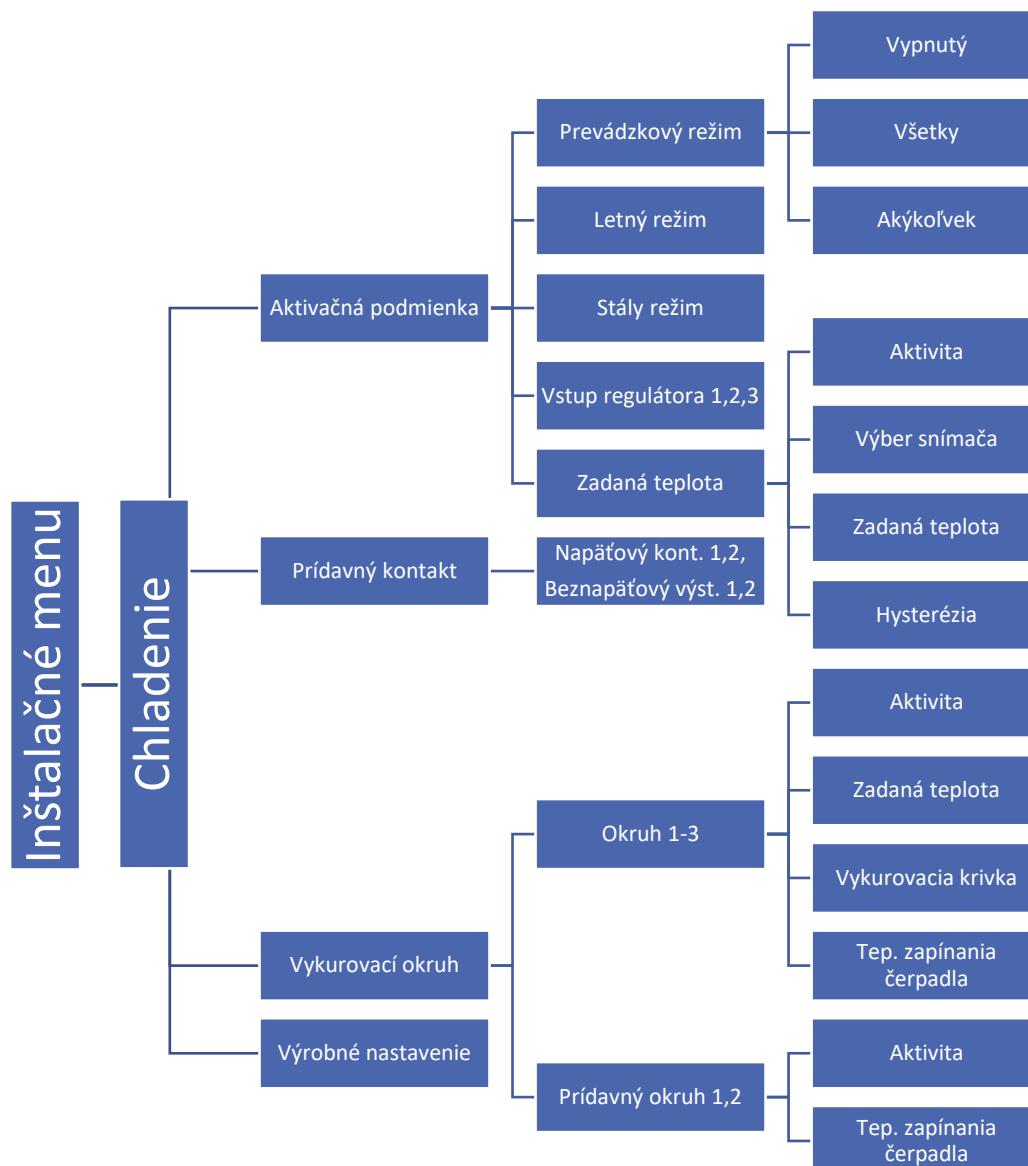 Inštalačné menu
Chladenie
Aktivačná podmienka
Prevádzkový režim
Vypnutý
Všetky
Akýkoľvek
Letný režim
Stály režim
Vstup regulátora 1,2,3
Zadaná teplota
Aktivita
Výber snímača
Zadaná teplota
Hysterézia
Prídavný kontakt
Napäťový kont. 1,2,
Beznapäťový výst. 1,2
Vykurovací okruh
Okruh 1-3
Aktivita
Zadaná teplota
Vykurovacia krivka
Tep. zapínania
čerpadla
Prídavný okruh 1,2
Aktivita
Tep. zapínania
čerpadla
Výrobné nastavenie